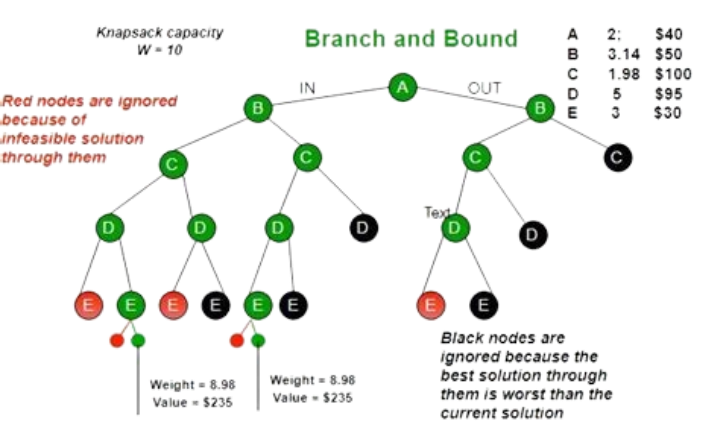 Knapsack capacity
W = 10
Branch and Bound
A 2; $40
B 3.14 $50
C 1.98 $100
D 5 $95
E 3 $30
Red nodes are ignored
because of
infeasible solution
through them
IN
OUT
A
B
B
C
C
C
C
D
D
D
D
Text
D
D
E
E
E
E
E
E
E
E
Weight = 8.98
Value = $235
Weight = 8.98
Value = $235
Black nodes are
ignored because the
best solution through
them is worst than the
current solution